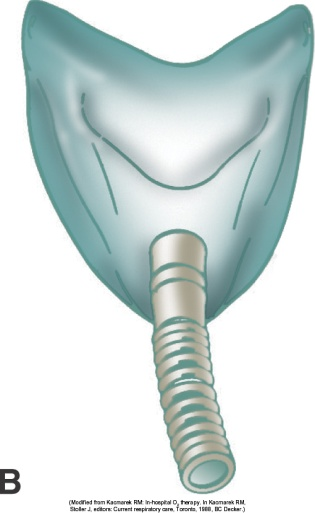 B
(Modified from Kacmarek RM: In-hospital O₂ therapy. In Kacmarek RM,
Stoller J, editors: Current respiratory care, Toronto, 1988, BC Decker.)